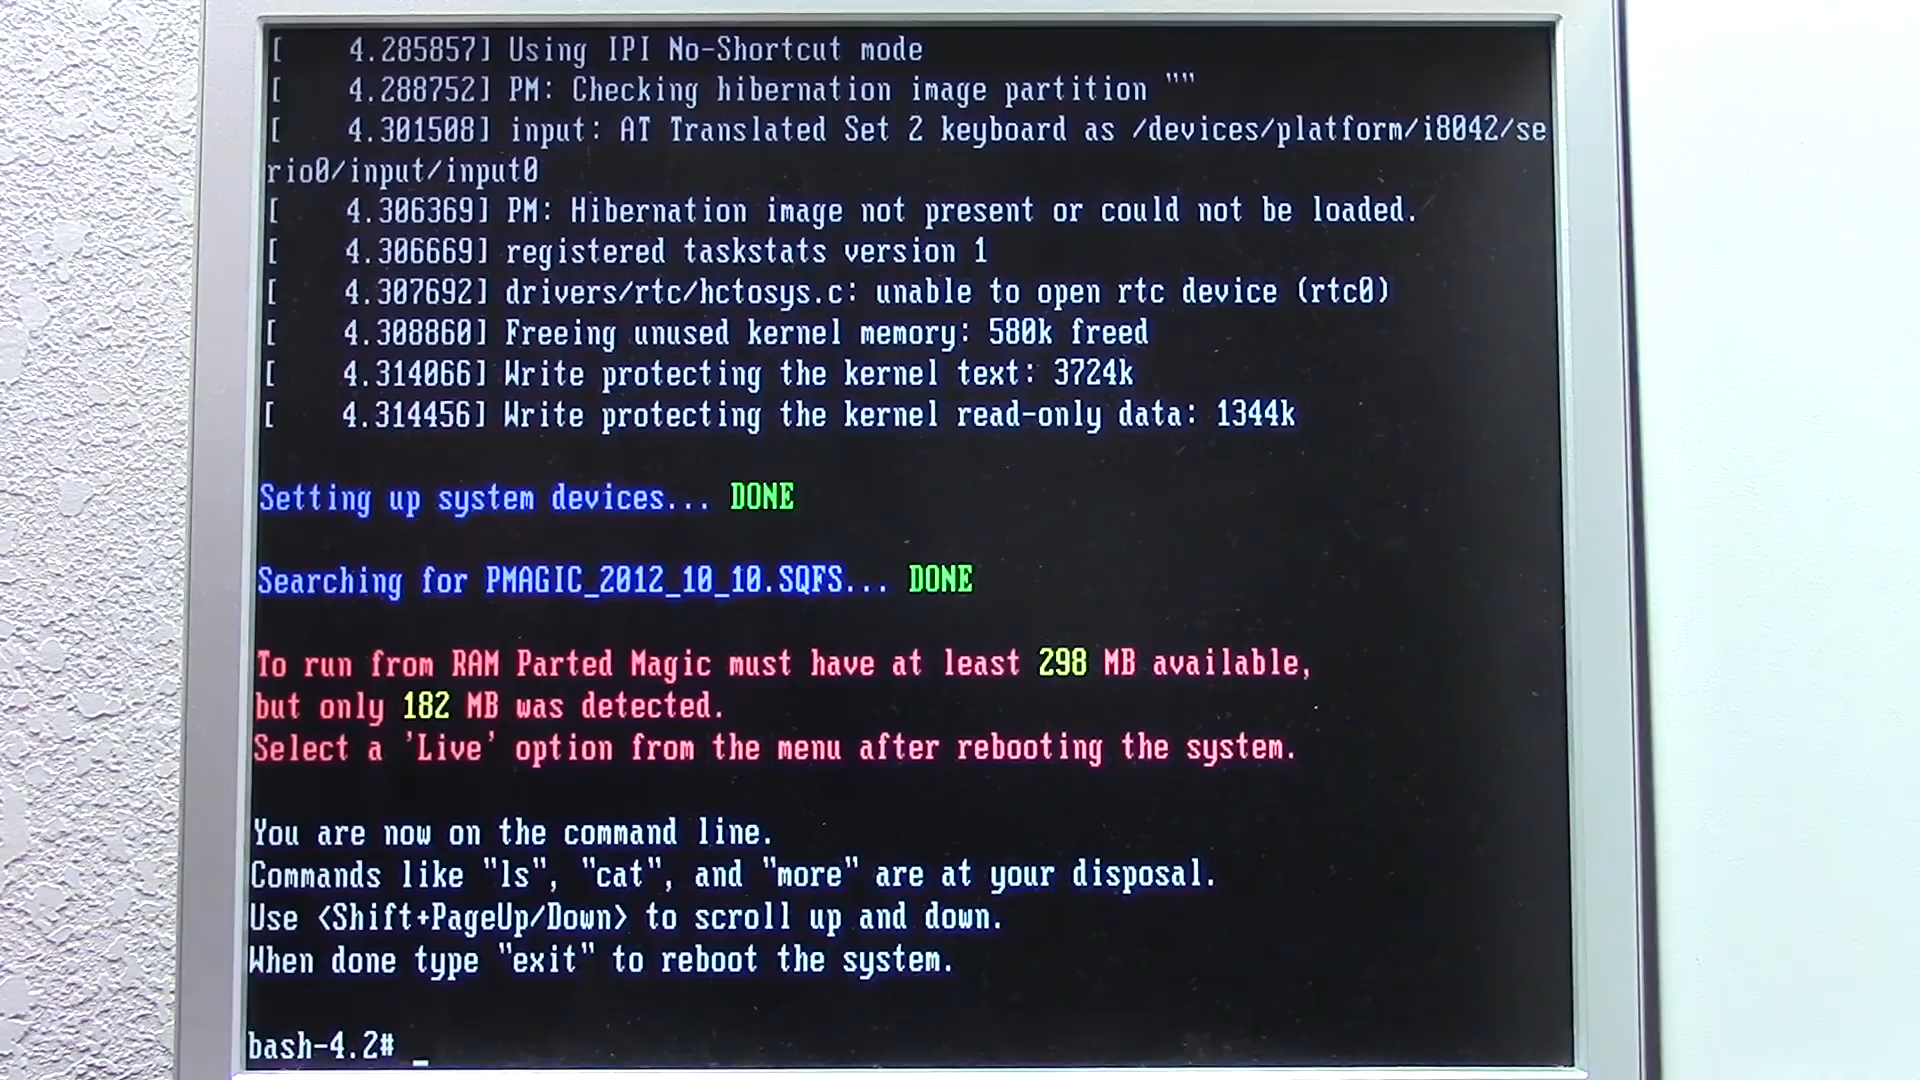 [    4.285857] Using IPI No-Shortcut mode
[    4.288752] PM: Checking hibernation image partition ""
[    4.301508] input: AT Translated Set 2 keyboard as /devices/platform/i8042/se
rio0/input/input0
[    4.306369] PM: Hibernation image not present or could not be loaded.
[    4.306669] registered taskstats version 1
[    4.307692] drivers/rtc/hctosys.c: unable to open rtc device (rtc0)
[    4.308860] Freeing unused kernel memory: 580k freed
[    4.314066] Write protecting the kernel text: 3724k
[    4.314456] Write protecting the kernel read-only data: 1344k
Setting up system devices... DONE
Searching for PMAGIC_2012_10_10.SQFS... DONE
To run from RAM Parted Magic must have at least 298 MB available,
but only 182 MB was detected.
Select a 'Live' option from the menu after rebooting the system.
You are now on the command line.
Commands like "ls", "cat", and "more" are at your disposal.
Use <Shift+PageUp/Down> to scroll up and down.
When done type "exit" to reboot the system.
bash-4.2# _